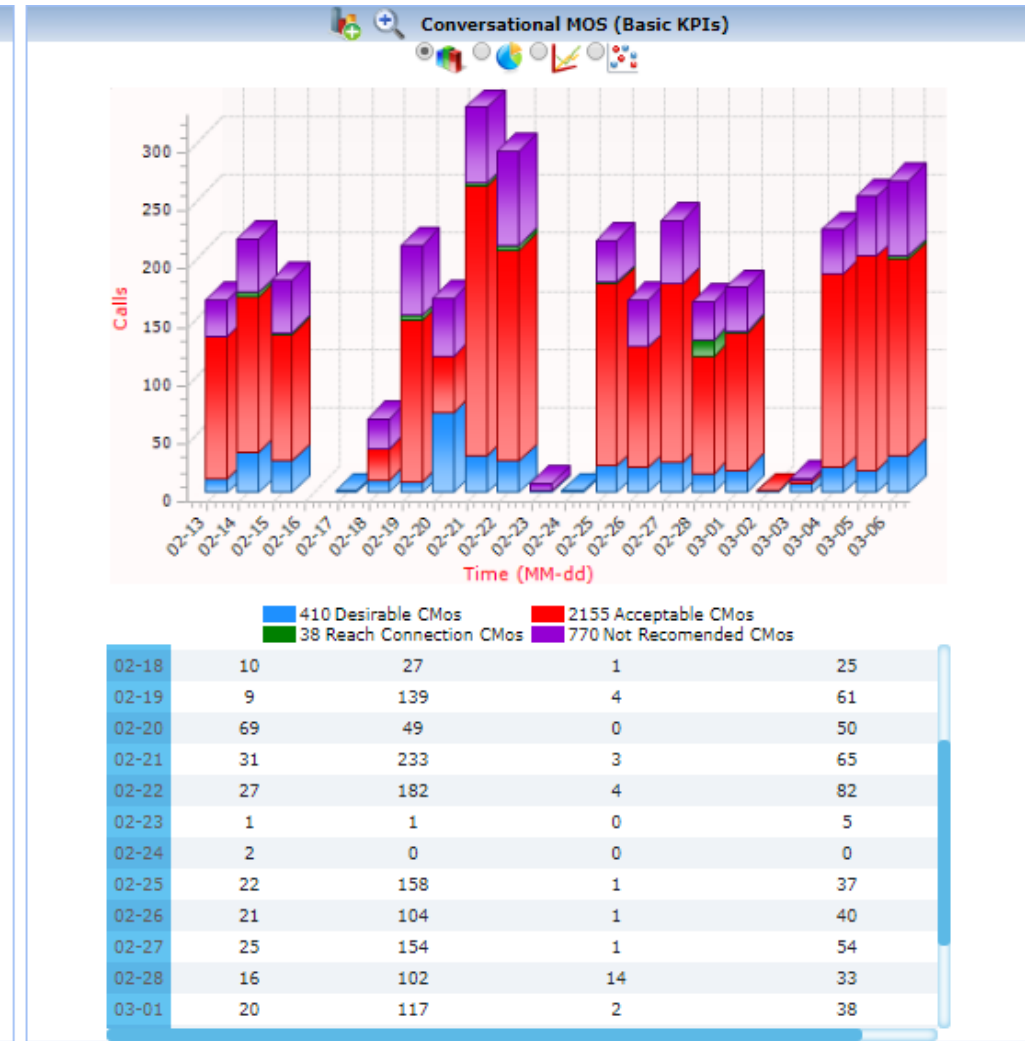 Conversational MOS (Basic KPIs)
300
250
200
150
100
50
0
Calls
02-13 02-14 02-15 02-16 02-17 02-18 02-19 02-20 02-21 02-22 02-23 02-24 02-25 02-26 02-27 02-28 03-01 03-02 03-03 03-04 03-05 03-06
Time (MM-dd)
410 Desirable CMos 2155 Acceptable CMos
38 Reach Connection CMos 770 Not Recomended CMos
02-18 10 27 1 25
02-19 9 139 4 61
02-20 69 49 0 50
02-21 31 233 3 65
02-22 27 182 4 82
02-23 1 1 0 5
02-24 2 0 0 0
02-25 22 158 1 37
02-26 21 104 1 40
02-27 25 154 1 54
02-28 16 102 14 33
03-01 20 117 2 38